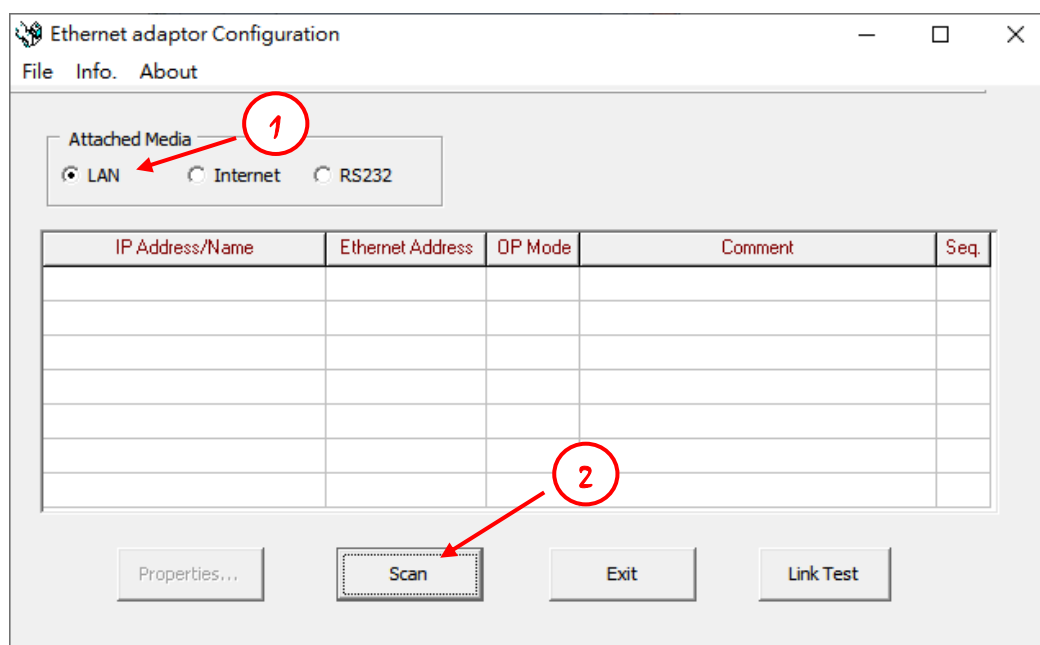 Ethernet adaptor Configuration
File Info. About
1
Attached Media
LAN Internet RS232
IP Address/Name Ethernet Address OP Mode Comment Seq.
2
Properties... Scan Exit Link Test